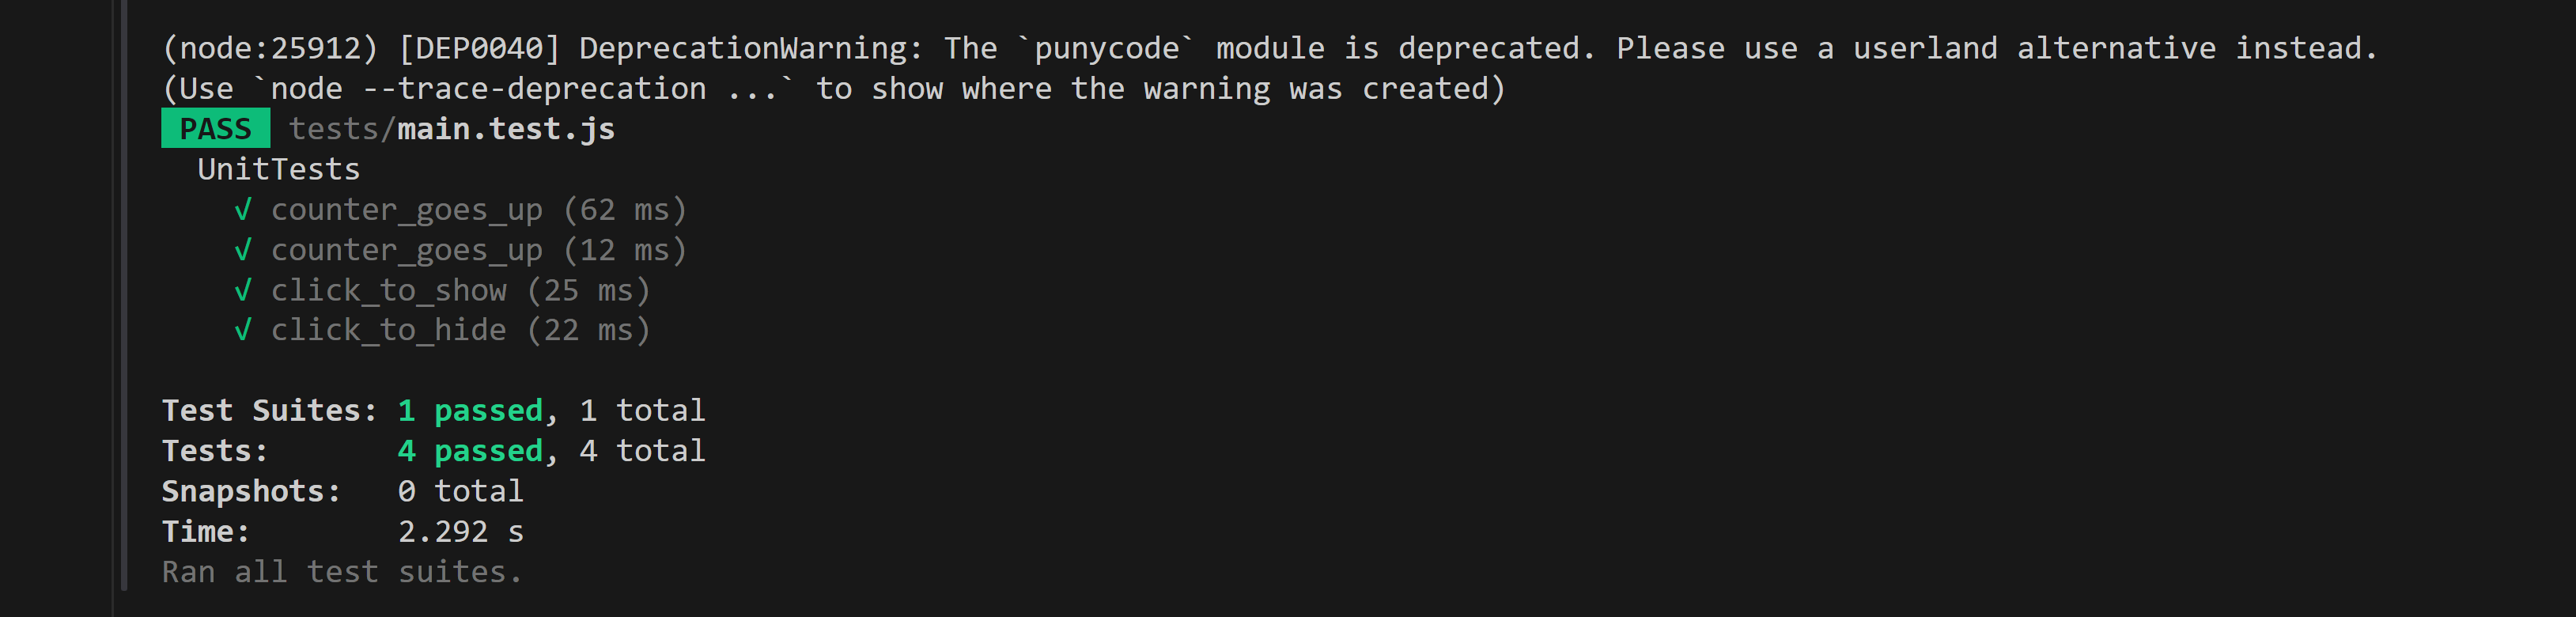 (node:25912) [DEP0040] DeprecationWarning: The `punycode` module is deprecated. Please use a userland alternative instead.
(Use `node --trace-deprecation ...` to show where the warning was created)
PASS tests/main.test.js
UnitTests
√ counter_goes_up (62 ms)
√ counter_goes_up (12 ms)
√ click_to_show (25 ms)
√ click_to_hide (22 ms)
Test Suites: 1 passed, 1 total
Tests: 4 passed, 4 total
Snapshots: 0 total
Time: 2.292 s
Ran all test suites.